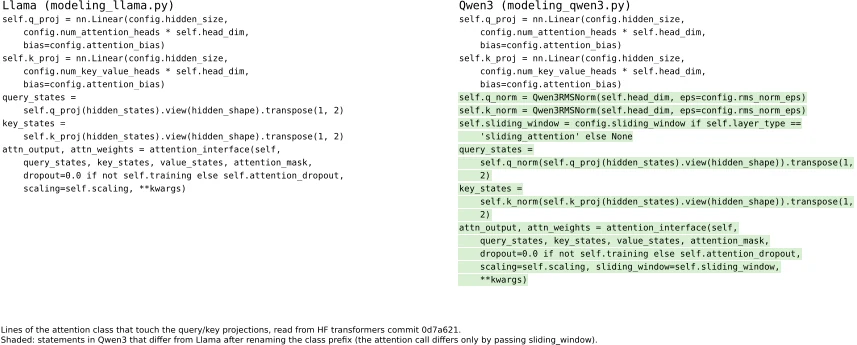 Llama (modeling_llama.py)
self.q_proj = nn.Linear(config.hidden_size,
config.num_attention_heads * self.head_dim,
bias=config.attention_bias)
self.k_proj = nn.Linear(config.hidden_size,
config.num_key_value_heads * self.head_dim,
bias=config.attention_bias)
query_states =
self.q_proj(hidden_states).view(hidden_shape).transpose(1, 2)
key_states =
self.k_proj(hidden_states).view(hidden_shape).transpose(1, 2)
attn_output, attn_weights = attention_interface(self,
query_states, key_states, value_states, attention_mask,
dropout=0.0 if not self.training else self.attention_dropout,
scaling=self.scaling, **kwargs)
Qwen3 (modeling_qwen3.py)
self.q_proj = nn.Linear(config.hidden_size,
config.num_attention_heads * self.head_dim,
bias=config.attention_bias)
self.k_proj = nn.Linear(config.hidden_size,
config.num_key_value_heads * self.head_dim,
bias=config.attention_bias)
self.q_norm = Qwen3RMSNorm(self.head_dim, eps=config.rms_norm_eps)
self.k_norm = Qwen3RMSNorm(self.head_dim, eps=config.rms_norm_eps)
self.sliding_window = config.sliding_window if self.layer_type ==
'sliding_attention' else None
query_states =
self.q_norm(self.q_proj(hidden_states).view(hidden_shape)).transpose(1,
2)
key_states =
self.k_norm(self.k_proj(hidden_states).view(hidden_shape)).transpose(1,
2)
attn_output, attn_weights = attention_interface(self,
query_states, key_states, value_states, attention_mask,
dropout=0.0 if not self.training else self.attention_dropout,
scaling=self.scaling, sliding_window=self.sliding_window,
**kwargs)
Lines of the attention class that touch the query/key projections, read from HF transformers commit 0d7a621.
Shaded: statements in Qwen3 that differ from Llama after renaming the class prefix (the attention call differs only by passing sliding_window).